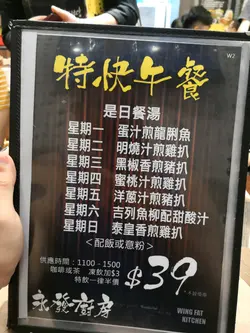 W2
特快午餐
是日餐湯
星期一 蛋汁煎龍脷魚
星期二 明燒汁煎雞扒
星期三 黑椒香煎豬扒
星期四 蜜桃汁煎雞扒
星期五 洋蔥汁煎豬扒
星期六 吉列魚柳配甜酸汁
星期日 泰皇香煎雞扒
<配飯或意粉>
供應時間：1100 - 1500
咖啡或茶 凍飲加$3
特飲一律半價
$39
永發廚房
WING FAT
KITCHEN